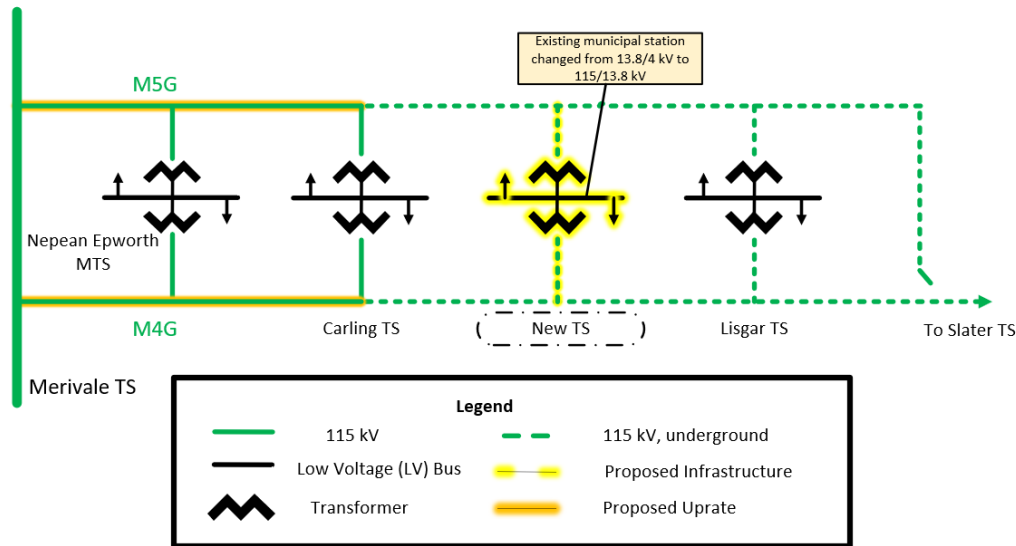 Existing municipal station
changed from 13.8/4 kV to
115/13.8 kV
M5G
Nepean Epworth
MTS
M4G
Carling TS
New TS
Lisgar TS
To Slater TS
Merivale TS
Legend
115 kV
115 kV, underground
Low Voltage (LV) Bus
Proposed Infrastructure
Transformer
Proposed Uprate